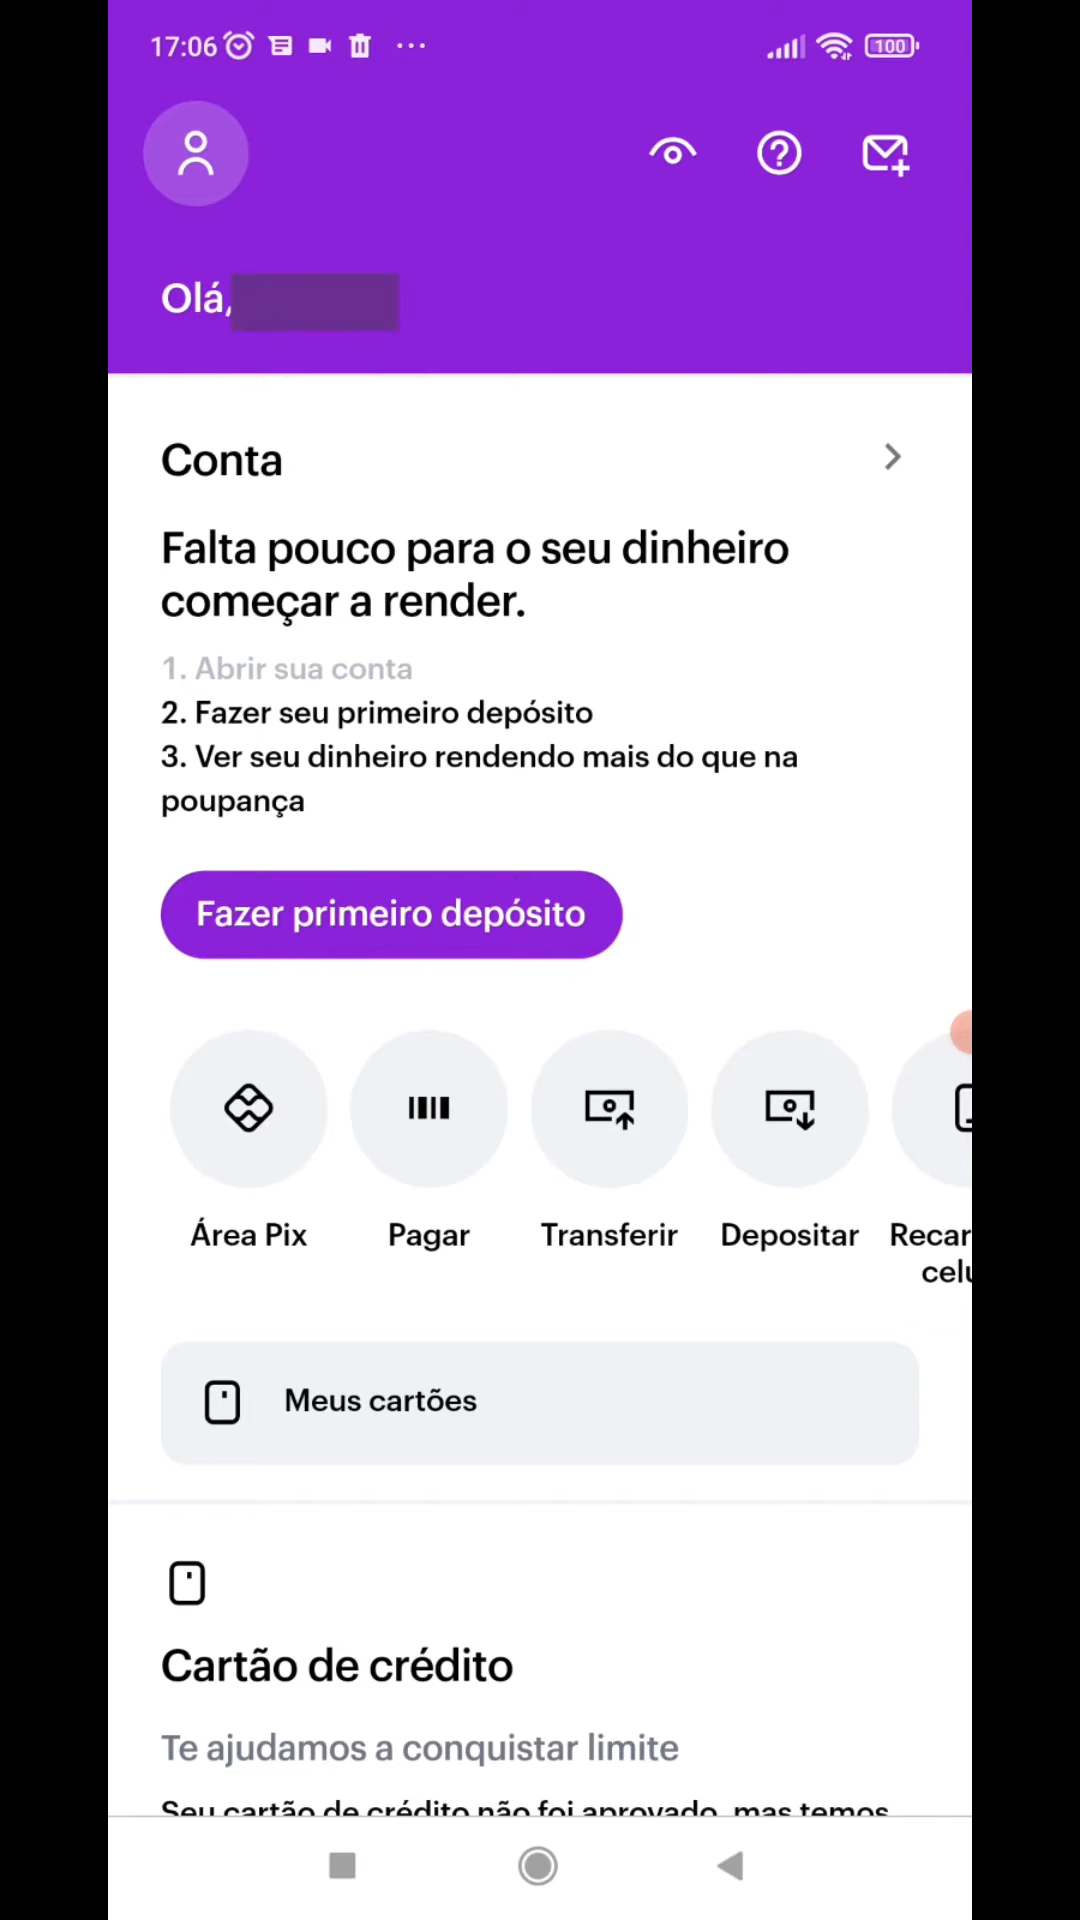 17:06
100
Olá,
Conta
Falta pouco para o seu dinheiro
começar a render.
1. Abrir sua conta
2. Fazer seu primeiro depósito
3. Ver seu dinheiro rendendo mais do que na
poupança
Fazer primeiro depósito
Área Pix
Pagar
Transferir
Depositar
Recar
celu
Meus cartões
Cartão de crédito
Te ajudamos a conquistar limite
Seu cartão de crédito não foi aprovado, mas temos